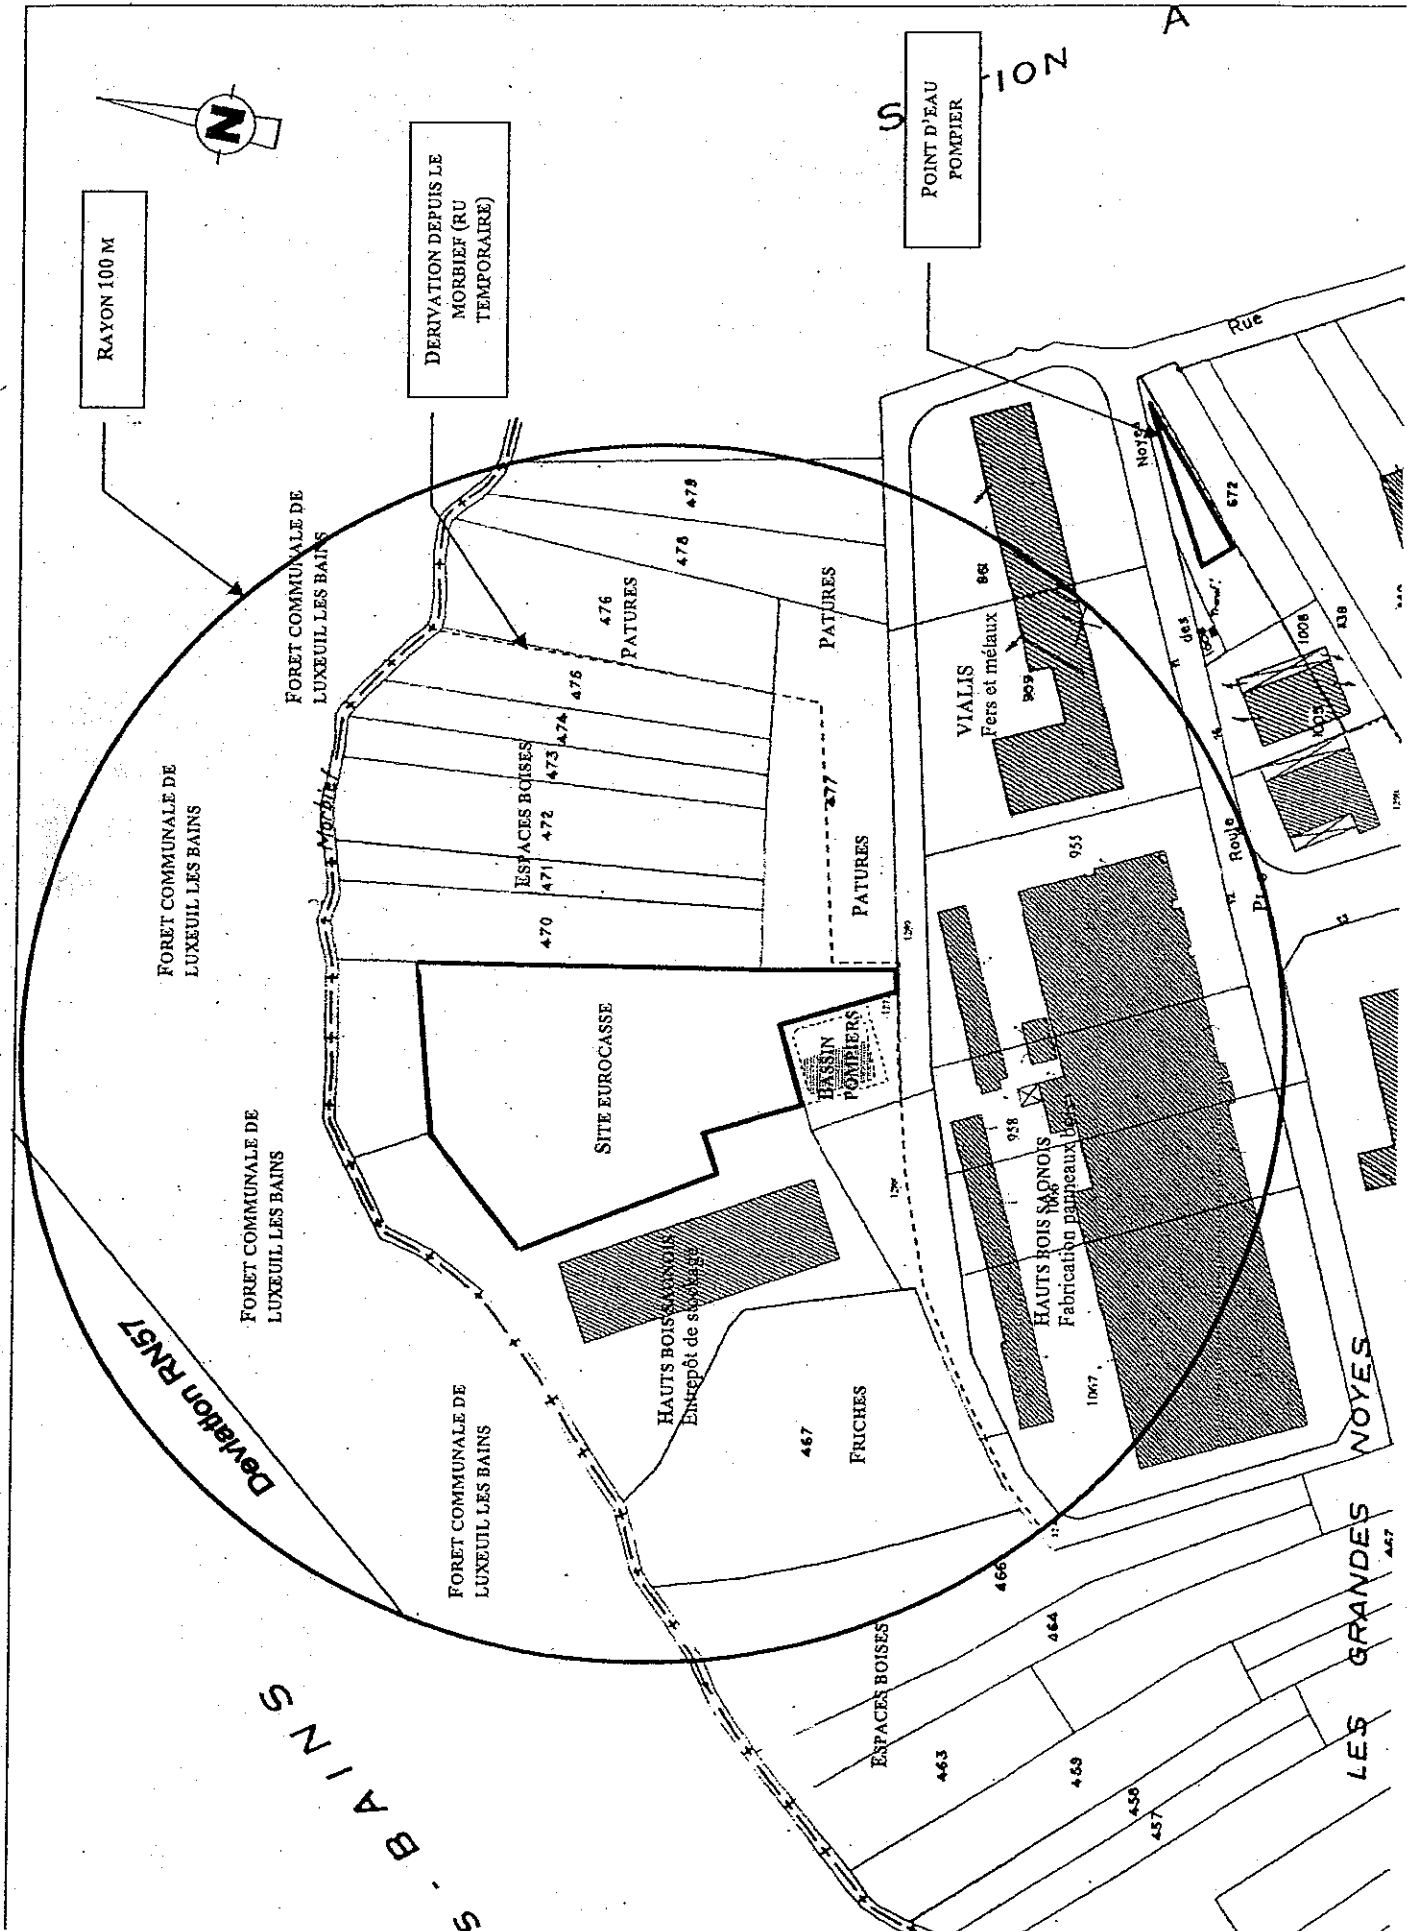 RAYON 100 M
N
DERIVATION DEPUIS LE
MORBIEF (RU
TEMPORAIRE)
POINT D'EAU
POMPIER
S
ION
A
FORET COMMUNALE DE
LUXEUIL LES BAINS
FORET COMMUNALE DE
LUXEUIL LES BAINS
FORET COMMUNALE DE
LUXEUIL LES BAINS
FORET COMMUNALE DE
LUXEUIL LES BAINS
Deviation RN57
S - BAINS
479
478
476
PATURES
PATURES
475
474
473
ESPACES BOISES
472
471
470
477
PATURES
SITE EUROCASSE
BASSIN
POMPIERS
HAUTS BOIS SAONOIS
Entrepôt de stockage
467
FRICHES
VIALIS
Fers et métaux
961
909
955
958
HAUTS BOIS SAONOIS
Fabrication panneaux
1067
Rue
Noyes
des
Route
672
1008
1005
838
466
464
ESPACES BOISES
463
459
458
457
467
LES GRANDES NOYES